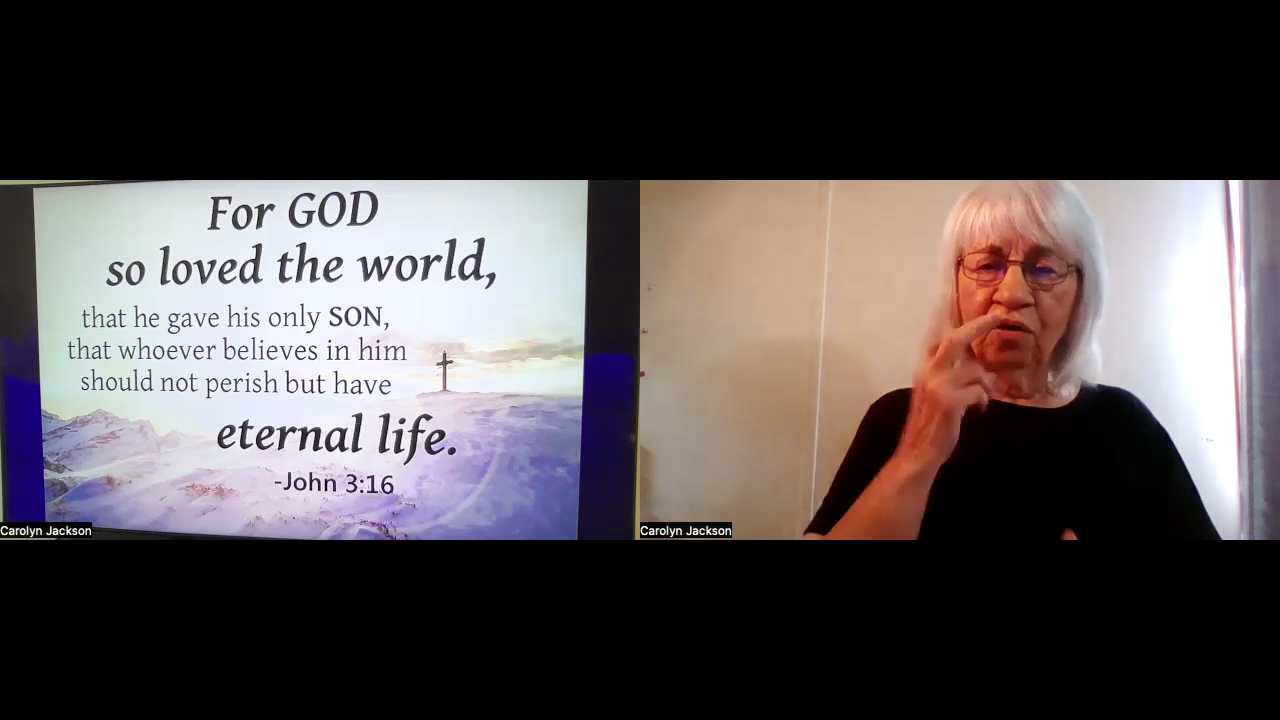 For GOD
so loved the world,
that he gave his only SON,
that whoever believes in him
should not perish but have
eternal life.
-John 3:16
Carolyn Jackson
Carolyn Jackson